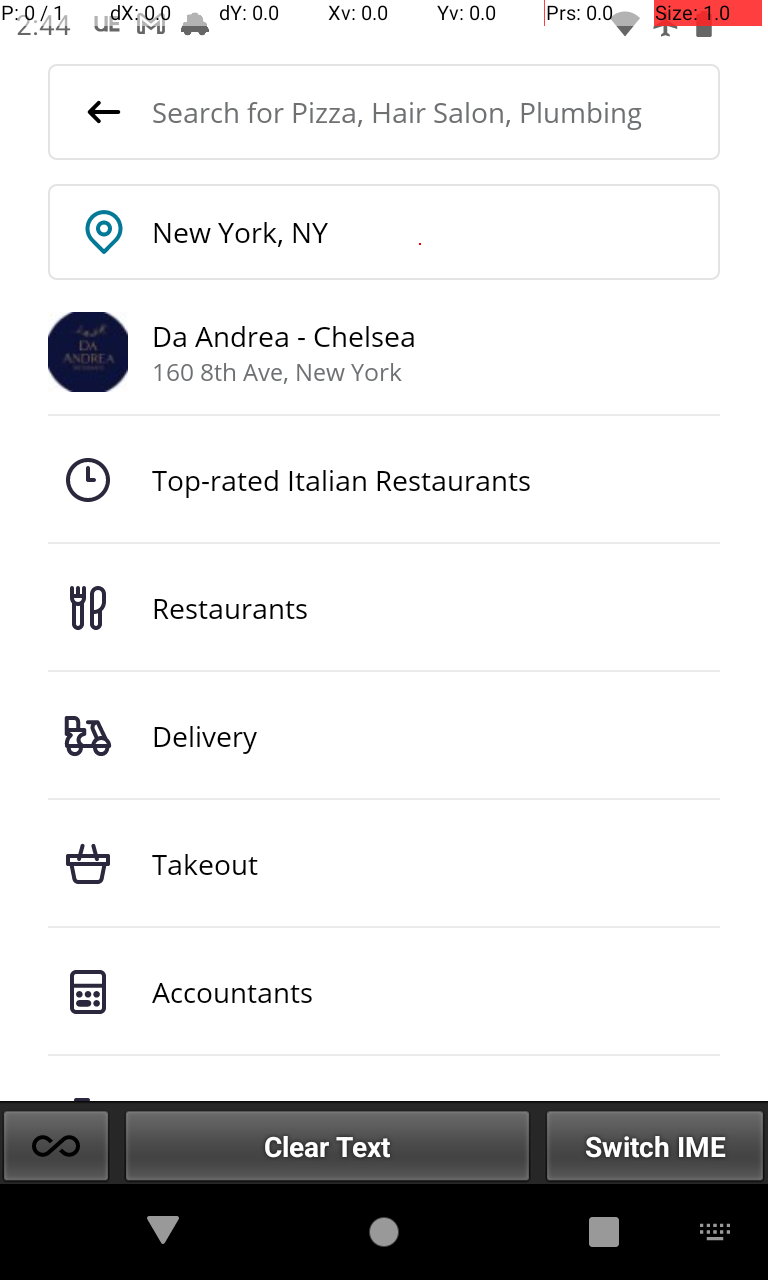 P: 0 / 1 dX: 0.0 dY: 0.0 Xv: 0.0 Yv: 0.0 Prs: 0.0 Size: 1.0
2:44 UE
Search for Pizza, Hair Salon, Plumbing
New York, NY
DA
ANDREA
Da Andrea - Chelsea
160 8th Ave, New York
Top-rated Italian Restaurants
Restaurants
Delivery
Takeout
Accountants
Clear Text Switch IME